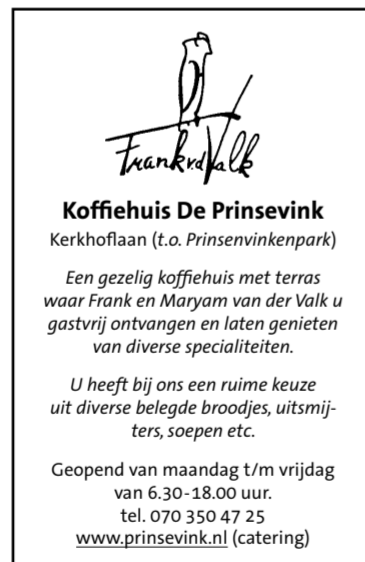 Frank v.d Valk
Koffiehuis De Prinsevink
Kerkhoflaan (t.o. Prinsenvinkenpark)
Een gezelig koffiehuis met terras
waar Frank en Maryam van der Valk u
gastvrij ontvangen en laten genieten
van diverse specialiteiten.
U heeft bij ons een ruime keuze
uit diverse belegde broodjes, uitsmij-
ters, soepen etc.
Geopend van maandag t/m vrijdag
van 6.30-18.00 uur.
tel. 070 350 47 25
www.prinsevink.nl (catering)